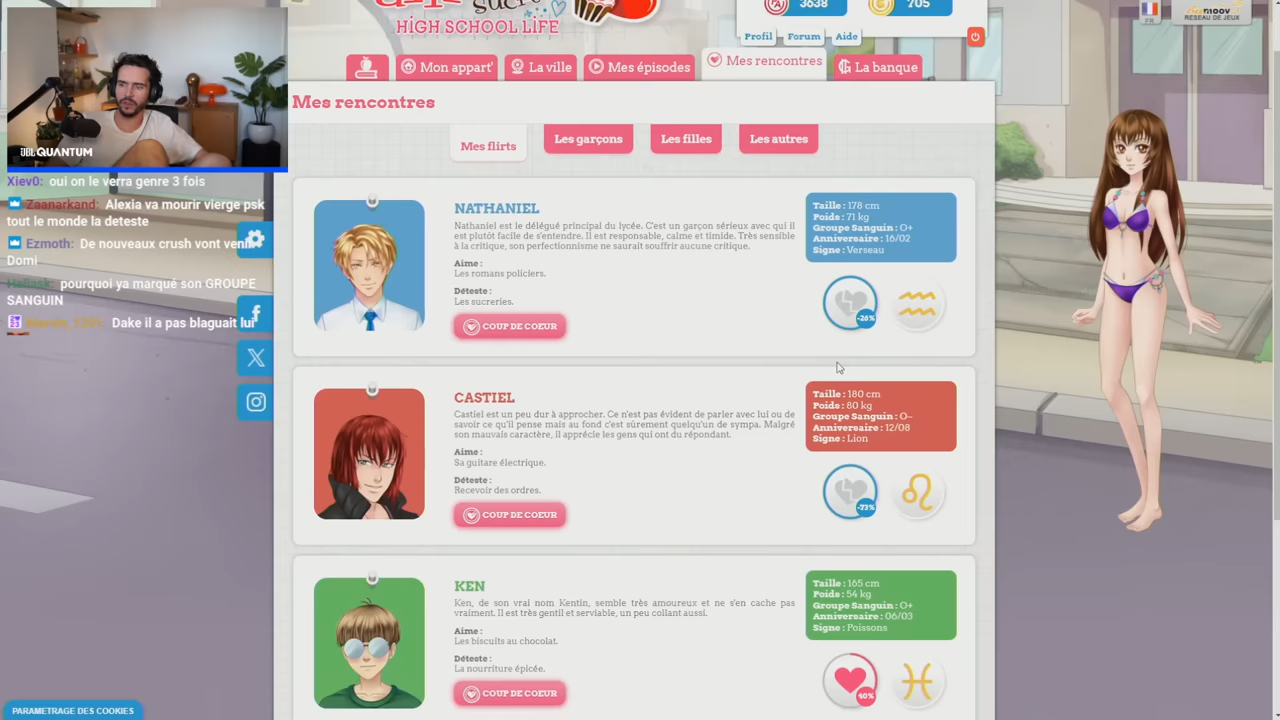 sucré
HIGH SCHOOL LIFE
3638
705
FR
RÉSEAU DE JEUX
Profil
Forum
Aide
Mon appart'
La ville
Mes épisodes
Mes rencontres
La banque
Mes rencontres
Mes flirts
Les garçons
Les filles
Les autres
JBL QUANTUM
Xiev0: oui on le verra genre 3 fois
Zaanarkand: Alexia va mourir vierge psk
tout le monde la deteste
Ezmoth: De nouveaux crush vont venir
Domi
pourquoi ya marqué son GROUPE
SANGUIN
Dake il a pas blaguait lui
NATHANIEL
Nathaniel est le délégué principal du lycée. C'est un garçon sérieux avec qui il
est plutôt facile de s'entendre. Il est responsable, calme et timide. Très sensible
à la critique, son perfectionnisme ne saurait souffrir aucune critique.
Aime :
Les romans policiers.
Déteste :
Les sucreries.
COUP DE COEUR
Taille : 178 cm
Poids : 71 kg
Groupe Sanguin : O+
Anniversaire : 16/02
Signe : Verseau
-26%
CASTIEL
Castiel est un peu dur à approcher. Ce n'est pas évident de parler avec lui ou de
savoir ce qu'il pense mais au fond c'est sûrement quelqu'un de sympa. Malgré
son mauvais caractère, il apprécie les gens qui ont du répondant.
Aime :
Sa guitare électrique.
Déteste :
Recevoir des ordres.
COUP DE COEUR
Taille : 180 cm
Poids : 80 kg
Groupe Sanguin : O-
Anniversaire : 12/08
Signe : Lion
-73%
KEN
Ken, de son vrai nom Kentin, semble très amoureux et ne s'en cache pas
vraiment. Il est très gentil et serviable, un peu collant aussi.
Aime :
Les biscuits au chocolat.
Déteste :
La nourriture épicée.
COUP DE COEUR
Taille : 165 cm
Poids : 54 kg
Groupe Sanguin : O+
Anniversaire : 06/03
Signe : Poissons
40%
PARAMETRAGE DES COOKIES